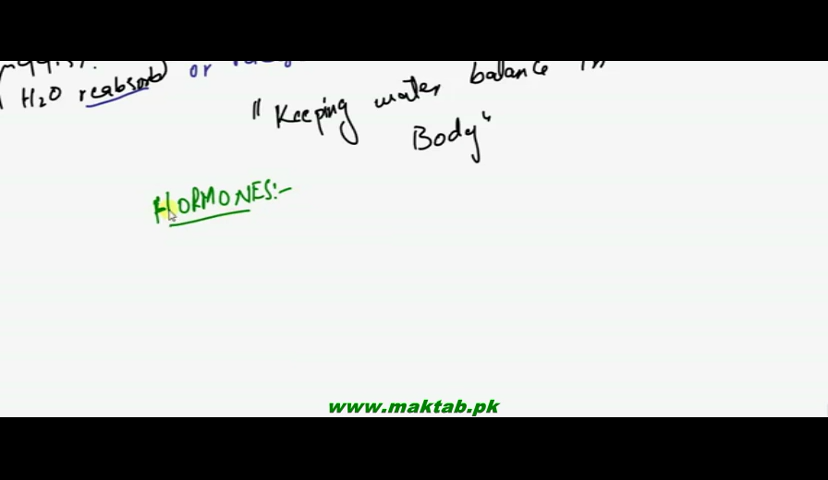 H₂O reabsorb or
"Keeping water balance in
Body"
HORMONES:-
www.maktab.pk